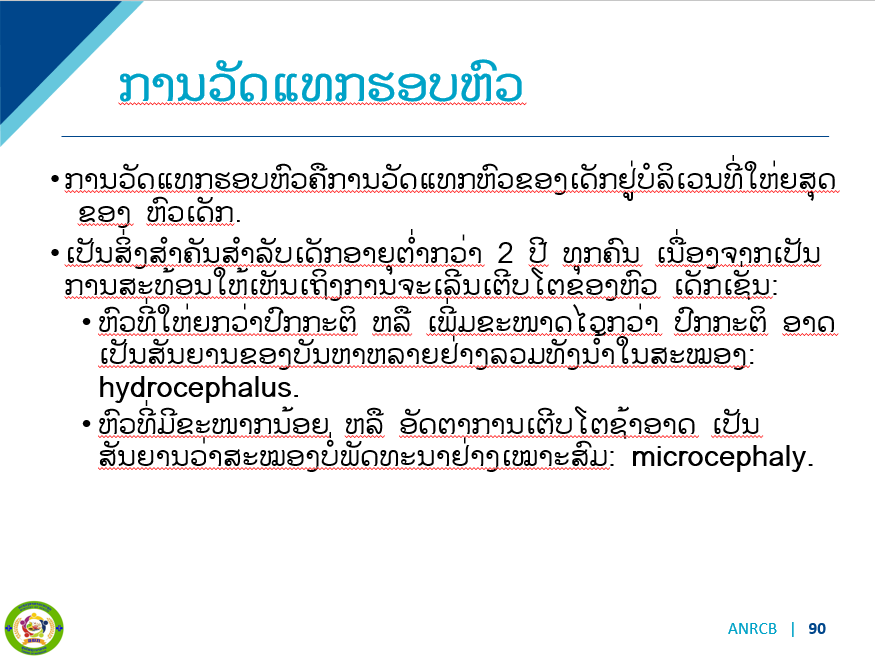 ການວັດແທກຮອບຫົວ
• ການວັດແທກຮອບຫົວຄືການວັດແທກຫົວຂອງເດັກຢູ່ບໍລິເວນທີ່ໃຫ່ຍສຸດ
ຂອງ ຫົວເດັກ.
• ເປັນສິ່ງສຳຄັນສຳລັບເດັກອາຍຸຕ່ຳກວ່າ 2 ປີ ທຸກຄົນ ເນື່ອງຈາກເປັນ
ການສະທ້ອນໃຫ້ເຫັນເຖິງການຈະເລີນເຕີບໂຕຂອງຫົວ ເດັກເຊັ່ນ:
• ຫົວທີ່ໃຫ່ຍກວ່າປົກກະຕິ ຫລື ເພີ່ມຂະໜາດໄວກວ່າ ປົກກະຕິ ອາດ
ເປັນສັນຍານຂອງບັນຫາຫລາຍຢ່າງລວມທັງນ້ຳໃນສະໝອງ:
hydrocephalus.
• ຫົວທີ່ມີຂະໜາກນ້ອຍ ຫລື ອັດຕາການເຕີບໂຕຊ້າອາດ ເປັນ
ສັນຍານວ່າສະໝອງບໍ່ພັດທະນາຢ່າງເໝາະສົມ: microcephaly.
ANRCB | 90